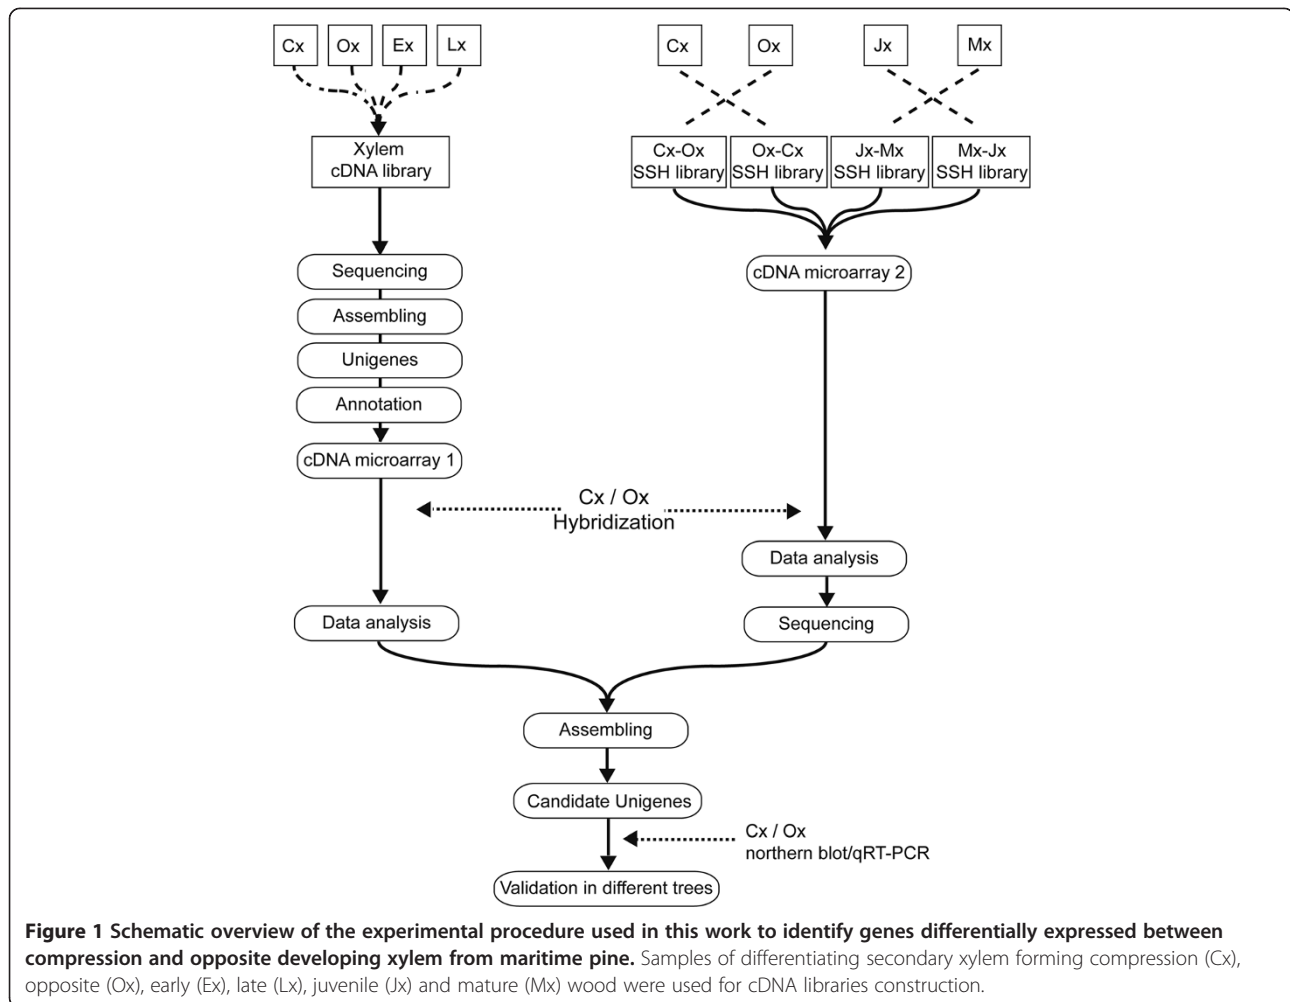 Cx Ox Ex Lx
Cx Ox Jx Mx
Xylem
cDNA library
Cx-Ox
SSH library
Ox-Cx
SSH library
Jx-Mx
SSH library
Mx-Jx
SSH library
Sequencing
Assembling
Unigenes
Annotation
cDNA microarray 1
cDNA microarray 2
Cx / Ox
Hybridization
Data analysis
Data analysis
Sequencing
Assembling
Candidate Unigenes
Cx / Ox
northern blot/qRT-PCR
Validation in different trees
Figure 1 Schematic overview of the experimental procedure used in this work to identify genes differentially expressed between
compression and opposite developing xylem from maritime pine. Samples of differentiating secondary xylem forming compression (Cx),
opposite (Ox), early (Ex), late (Lx), juvenile (Jx) and mature (Mx) wood were used for cDNA libraries construction.